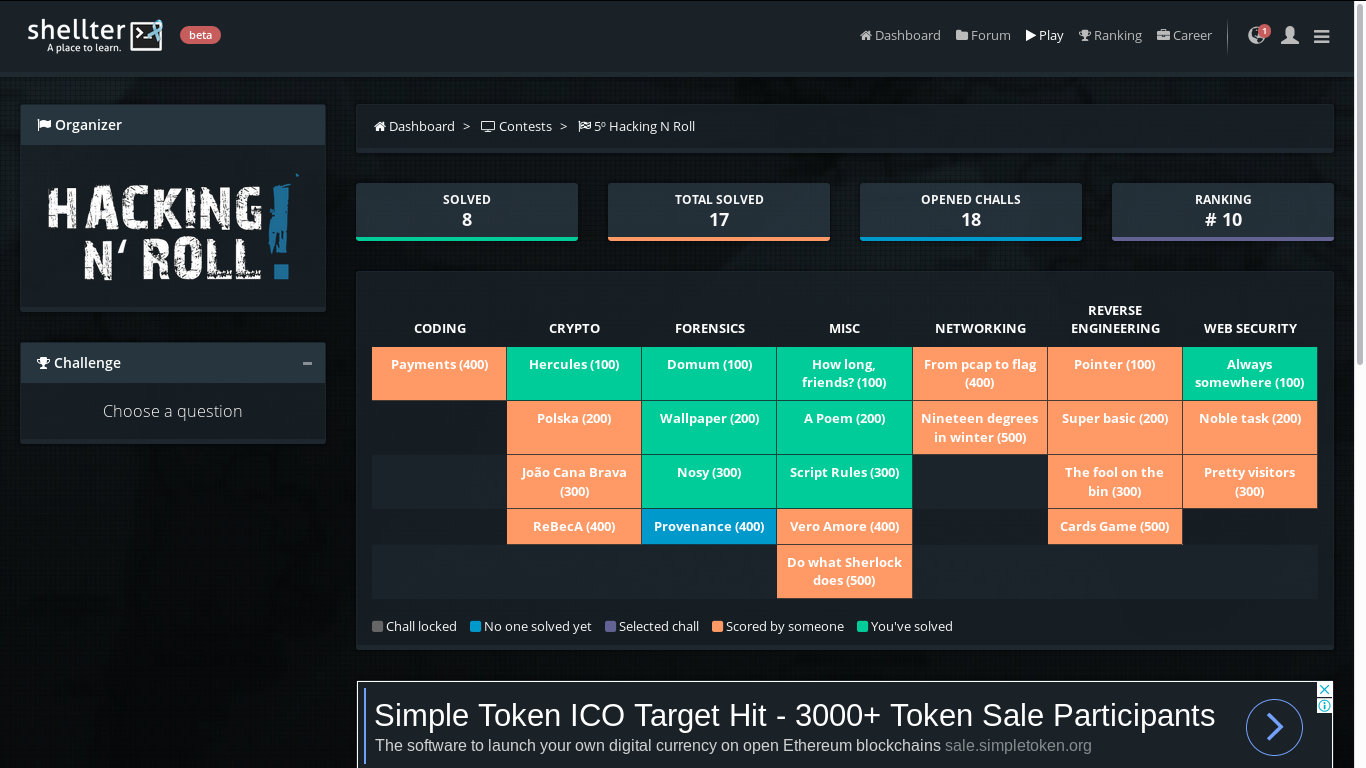 shellter
A place to learn.
beta
Dashboard Forum Play Ranking Career 1
Organizer
HACKING
N' ROLL!
Challenge
Choose a question
Dashboard > Contests > 5º Hacking N Roll
SOLVED
8
TOTAL SOLVED
17
OPENED CHALLS
18
RANKING
# 10
CODING CRYPTO FORENSICS MISC NETWORKING REVERSE ENGINEERING WEB SECURITY
Payments (400) Hercules (100) Domum (100) How long, friends? (100) From pcap to flag (400) Pointer (100) Always somewhere (100)
Polska (200) Wallpaper (200) A Poem (200) Nineteen degrees in winter (500) Super basic (200) Noble task (200)
João Cana Brava (300) Nosy (300) Script Rules (300) The fool on the bin (300) Pretty visitors (300)
ReBecA (400) Provenance (400) Vero Amore (400) Cards Game (500)
Do what Sherlock does (500)
Chall locked No one solved yet Selected chall Scored by someone You've solved
Simple Token ICO Target Hit - 3000+ Token Sale Participants
The software to launch your own digital currency on open Ethereum blockchains sale.simpletoken.org